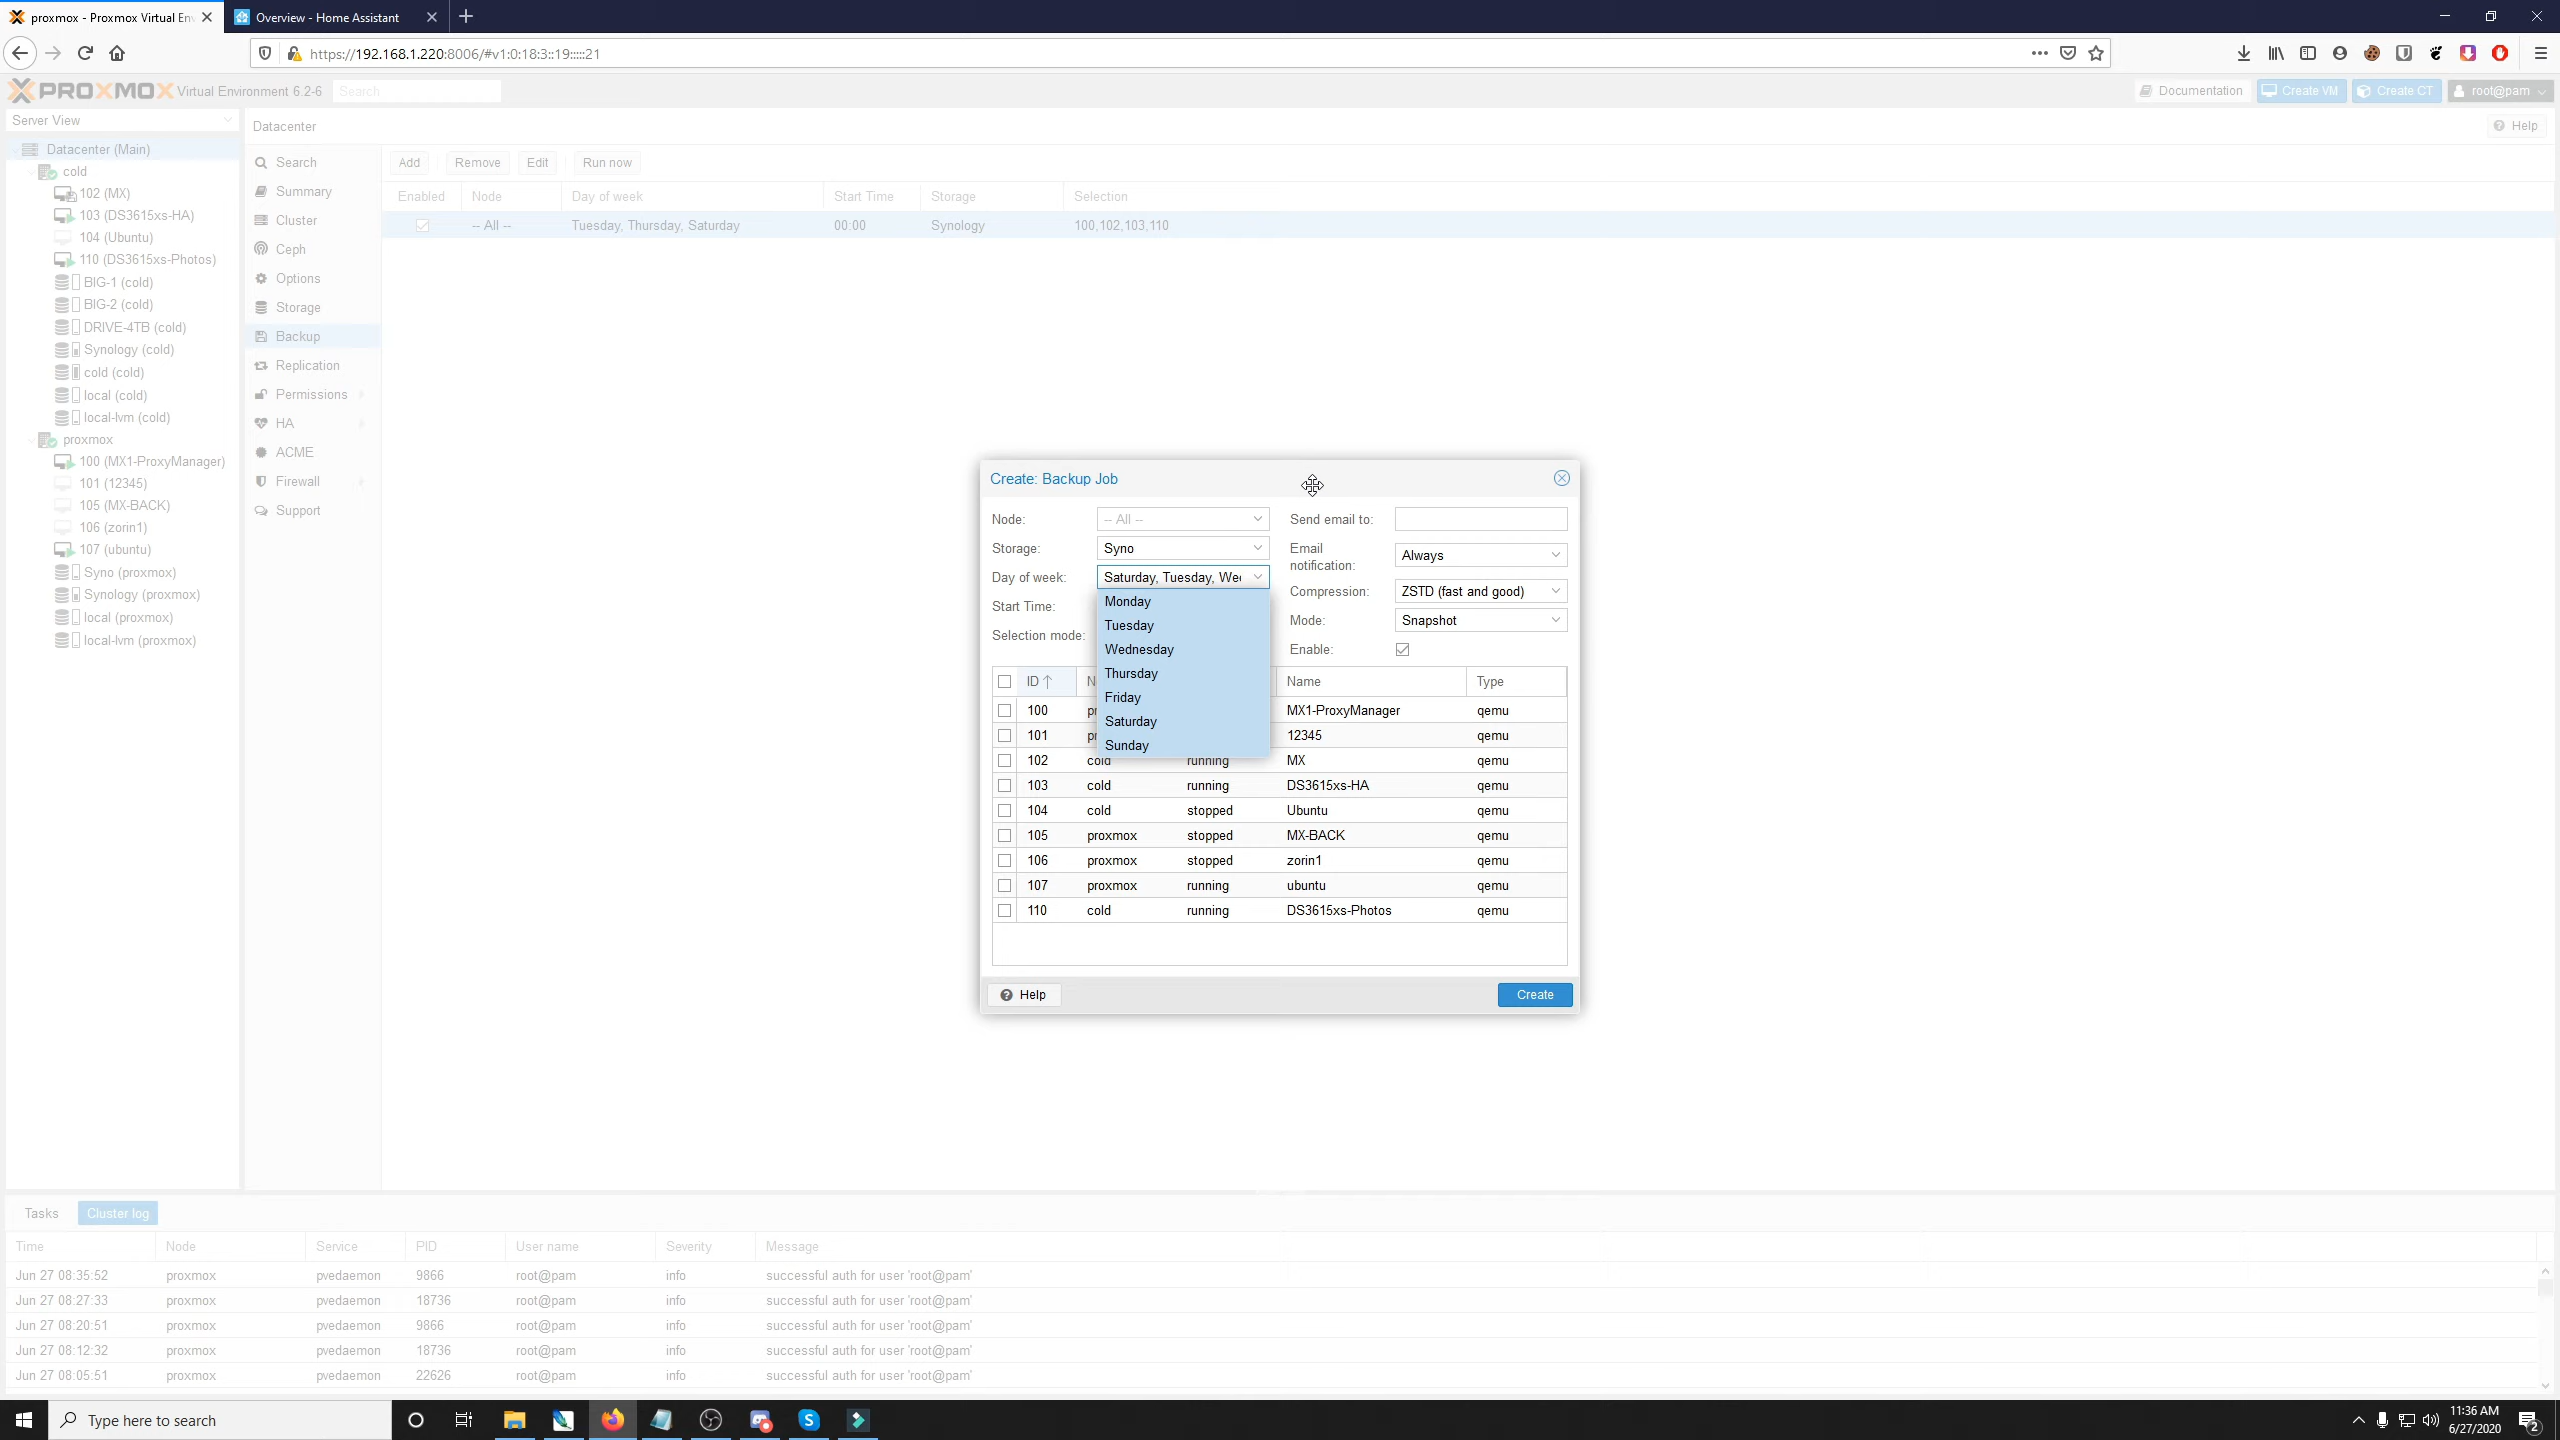 proxmox - Proxmox Virtual En
Overview - Home Assistant
https://192.168.1.220:8006/#v1:0:18:3::19:::::21
PROXMOX Virtual Environment 6.2-6
Search
Documentation
Create VM
Create CT
root@pam
Server View
Datacenter
Help
Datacenter (Main)
cold
102 (MX)
103 (DS3615xs-HA)
104 (Ubuntu)
110 (DS3615xs-Photos)
BIG-1 (cold)
BIG-2 (cold)
DRIVE-4TB (cold)
Synology (cold)
cold (cold)
local (cold)
local-lvm (cold)
proxmox
100 (MX1-ProxyManager)
101 (12345)
105 (MX-BACK)
106 (zorin1)
107 (ubuntu)
Syno (proxmox)
Synology (proxmox)
local (proxmox)
local-lvm (proxmox)
Search
Summary
Cluster
Ceph
Options
Storage
Backup
Replication
Permissions
HA
ACME
Firewall
Support
Add
Remove
Edit
Run now
Enabled Node Day of week Start Time Storage Selection
-- All -- Tuesday, Thursday, Saturday 00:00 Synology 100,102,103,110
Create: Backup Job
Node: -- All --
Storage: Syno
Day of week: Saturday, Tuesday, We
Start Time:
Selection mode:
Monday
Tuesday
Wednesday
Thursday
Friday
Saturday
Sunday
Send email to:
Email
notification: Always
Compression: ZSTD (fast and good)
Mode: Snapshot
Enable:
ID N Name Type
100 pr MX1-ProxyManager qemu
101 pr 12345 qemu
102 cold running MX qemu
103 cold running DS3615xs-HA qemu
104 cold stopped Ubuntu qemu
105 proxmox stopped MX-BACK qemu
106 proxmox stopped zorin1 qemu
107 proxmox running ubuntu qemu
110 cold running DS3615xs-Photos qemu
Help
Create
Tasks
Cluster log
Time Node Service PID User name Severity Message
Jun 27 08:35:52 proxmox pvedaemon 9866 root@pam info successful auth for user 'root@pam'
Jun 27 08:27:33 proxmox pvedaemon 18736 root@pam info successful auth for user 'root@pam'
Jun 27 08:20:51 proxmox pvedaemon 9866 root@pam info successful auth for user 'root@pam'
Jun 27 08:12:32 proxmox pvedaemon 18736 root@pam info successful auth for user 'root@pam'
Jun 27 08:05:51 proxmox pvedaemon 22626 root@pam info successful auth for user 'root@pam'
Type here to search
11:36 AM
6/27/2020
2